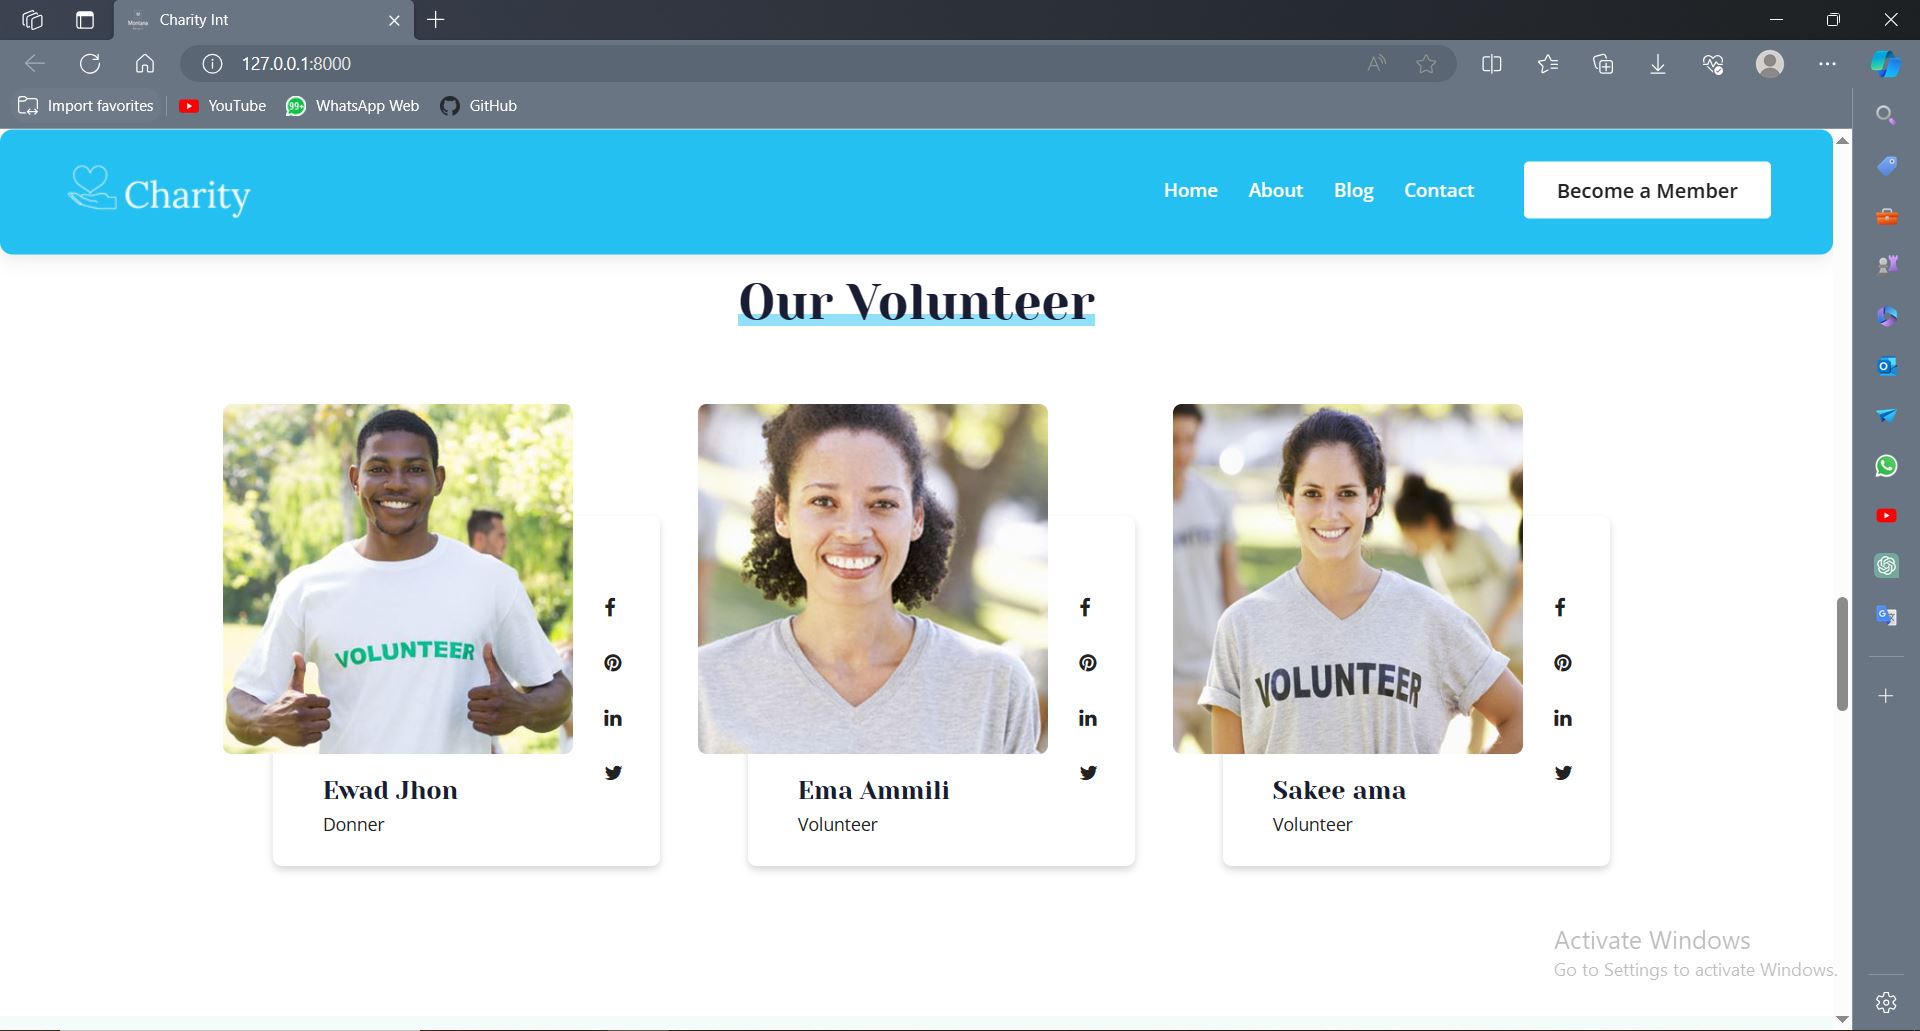 Charity Int
127.0.0.1:8000
Import favorites YouTube WhatsApp Web GitHub
Charity Home About Blog Contact Become a Member
Our Volunteer
VOLUNTEER
VOLUNTEER
Ewad Jhon
Donner
Ema Ammili
Volunteer
Sakee ama
Volunteer
Activate Windows
Go to Settings to activate Windows.